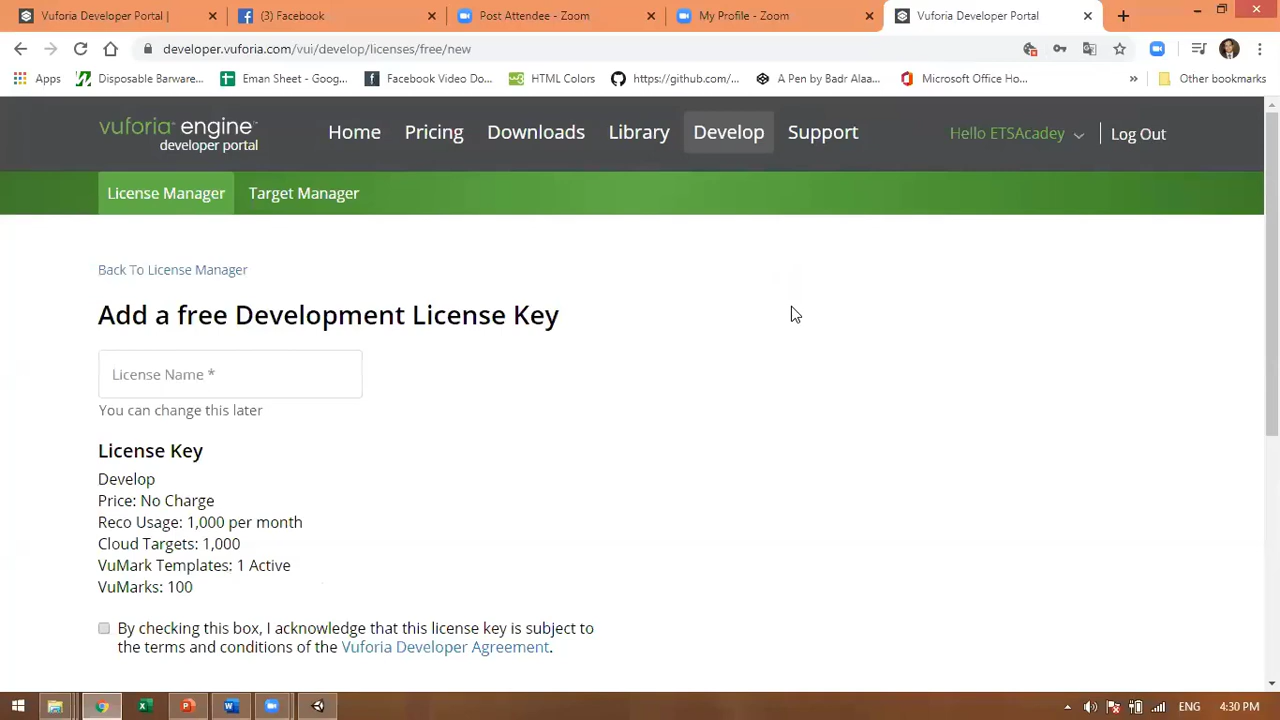 Vuforia Developer Portal |
(3) Facebook
Post Attendee - Zoom
My Profile - Zoom
Vuforia Developer Portal
developer.vuforia.com/vui/develop/licenses/free/new
Apps
Disposable Barware...
Eman Sheet - Goog...
Facebook Video Do...
HTML Colors
https://github.com/...
A Pen by Badr Alaa...
Microsoft Office Ho...
»
Other bookmarks
vuforia engine™
developer portal
Home
Pricing
Downloads
Library
Develop
Support
Hello ETSAcadey
Log Out
License Manager
Target Manager
Back To License Manager
Add a free Development License Key
License Name *
You can change this later
License Key
Develop
Price: No Charge
Reco Usage: 1,000 per month
Cloud Targets: 1,000
VuMark Templates: 1 Active
VuMarks: 100
By checking this box, I acknowledge that this license key is subject to
the terms and conditions of the Vuforia Developer Agreement.
ENG
4:30 PM